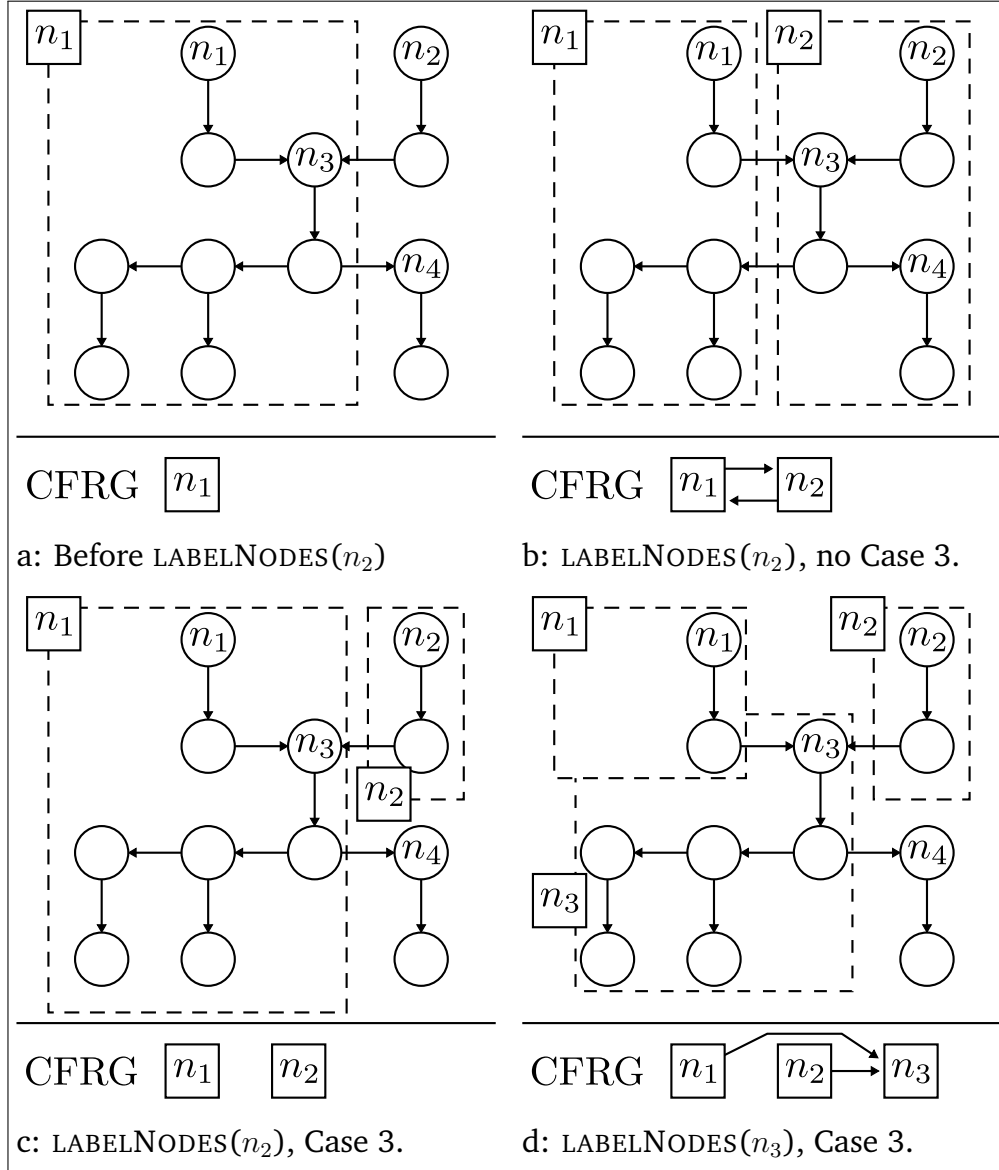 n₁ n₁ n₂
n₃
n₄
CFRG n₁
a: Before LABELNODES(n₂)
n₁ n₁ n₂ n₂
n₃
n₄
CFRG n₁ n₂
b: LABELNODES(n₂), no Case 3.
n₁ n₁ n₂
n₃
n₂
n₄
CFRG n₁ n₂
c: LABELNODES(n₂), Case 3.
n₁ n₁ n₂ n₂
n₃
n₄
n₃
CFRG n₁ n₂ n₃
d: LABELNODES(n₃), Case 3.